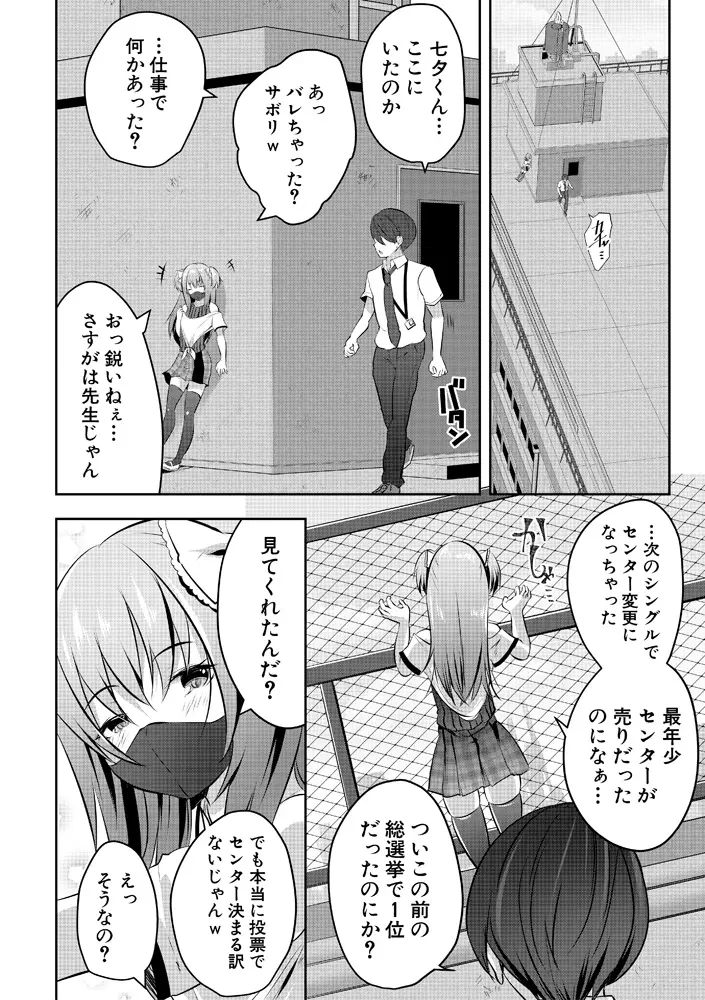 ガチャ
七夕くん…
ここに
いたのか
あっ
バレちゃった?
サボリw
…仕事で
何かあった?
バタン
おっ鋭いねぇ…
さすがは先生じゃん
…次のシングルで
センター変更に
なっちゃった
最年少
センターが
売りだった
のになぁ…
ついこの前の
総選挙で1位
だったのにか?
見てくれたんだ?
でも本当に投票で
センター決まる訳
ないじゃんw
えっ
そうなの?